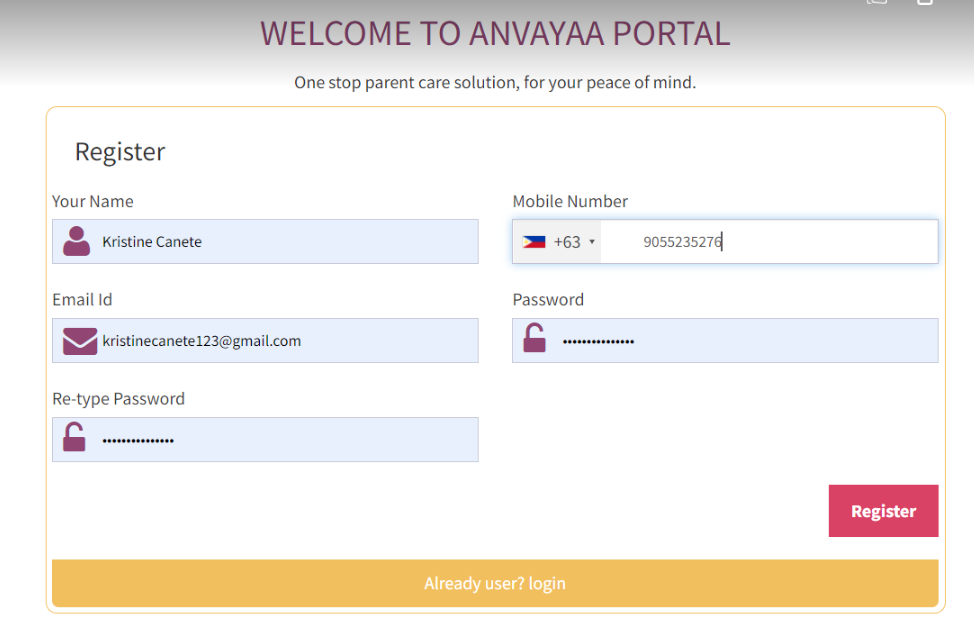 WELCOME TO ANVAYAA PORTAL
One stop parent care solution, for your peace of mind.
Register
Your Name
Mobile Number
Kristine Canete
+63
9055235276
Email Id
Password
kristinecanete123@gmail.com
•••••••••••••••
Re-type Password
•••••••••••••••
Register
Already user? login